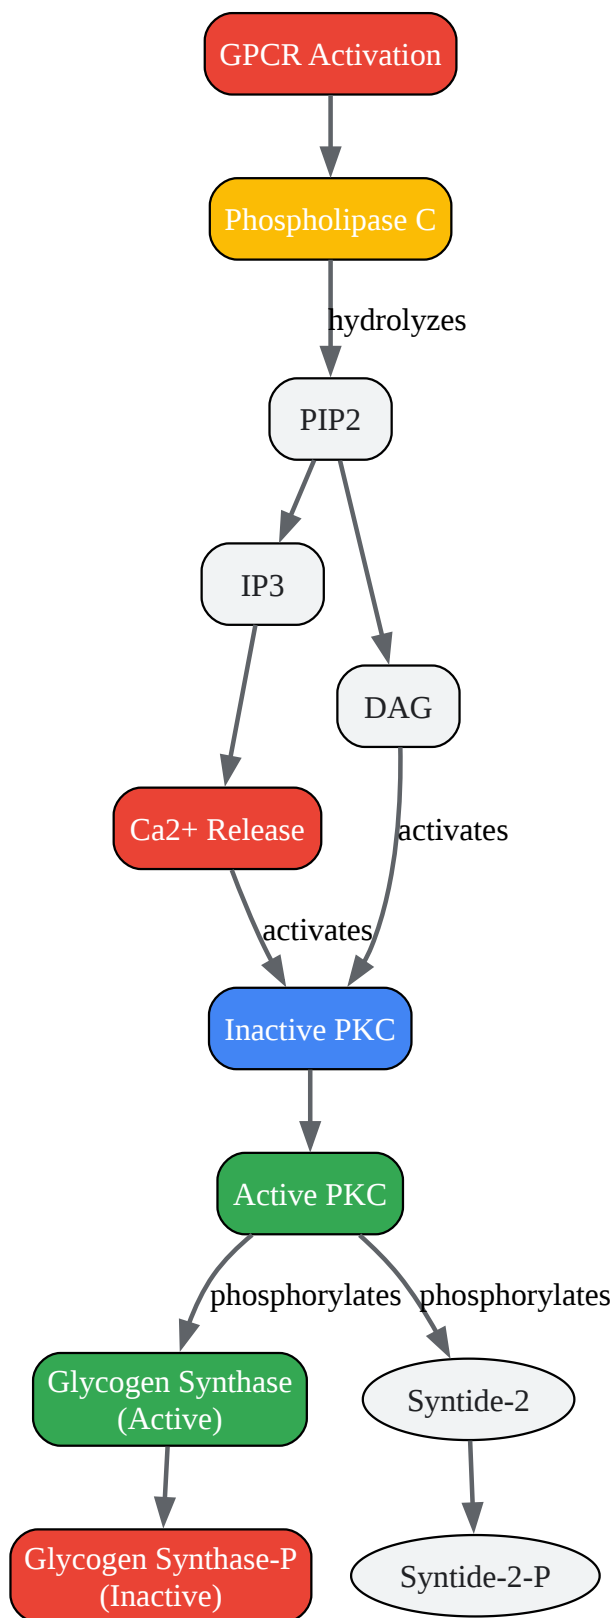 GPCR Activation
Phospholipase C
hydrolyzes
PIP2
IP3
DAG
Ca2+ Release
activates
activates
Inactive PKC
Active PKC
phosphorylates
phosphorylates
Glycogen Synthase
(Active)
Syntide-2
Glycogen Synthase-P
(Inactive)
Syntide-2-P